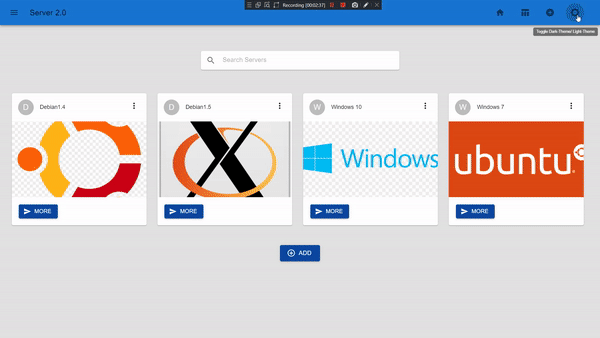 Server 2.0
Recording [00:02:37]
Toggle Dark Theme/ Light Theme
Search Servers
D Debian1.4
D Debian1.5
W Windows 10
W Windows 7
Windows
ubuntu
MORE
MORE
MORE
MORE
ADD